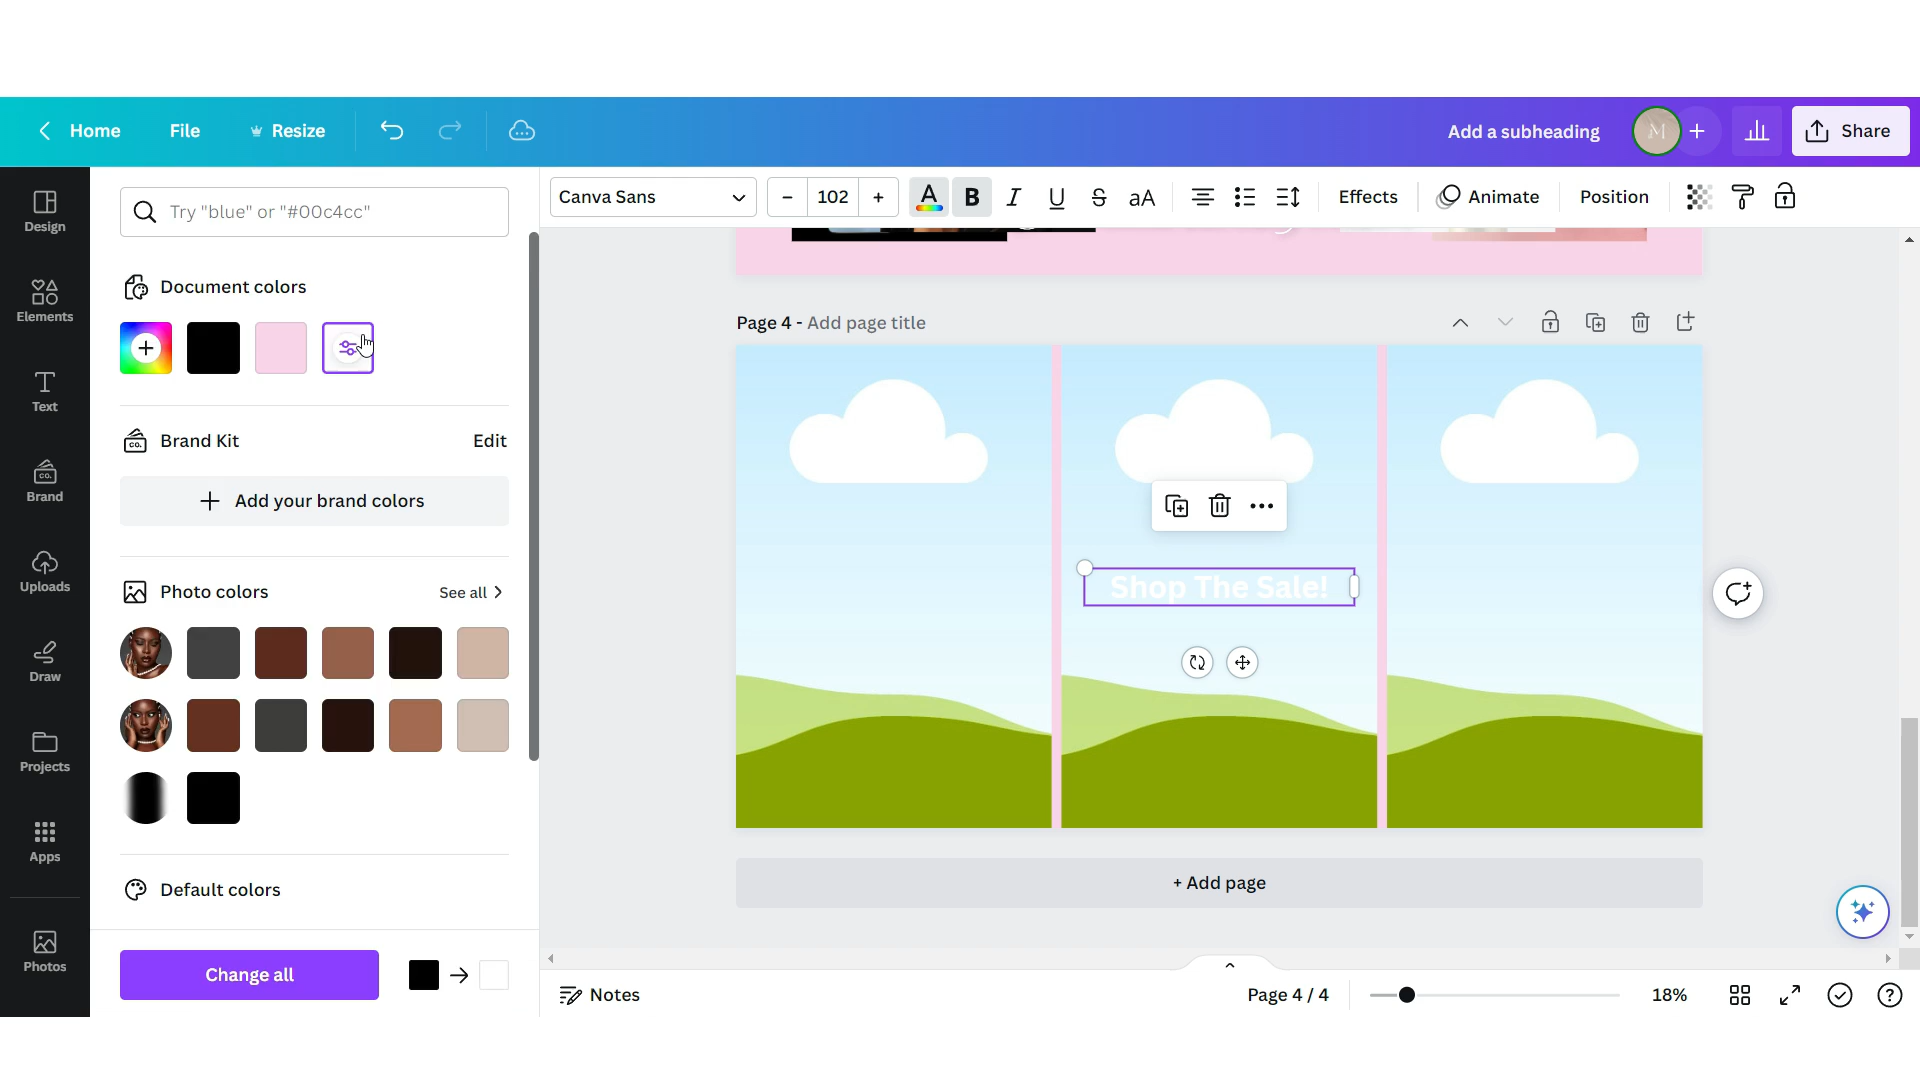 Home File Resize Add a subheading M Share
Design
Elements
Text
Brand
Uploads
Draw
Projects
Apps
Photos
Try "blue" or "#00c4cc"
Document colors
Brand Kit Edit
CO.
Add your brand colors
Photo colors See all
Default colors
Change all
Canva Sans 102 A B I U S aA Effects Animate Position
Page 4 - Add page title
Shop The Sale!
+ Add page
Notes Page 4 / 4 18%